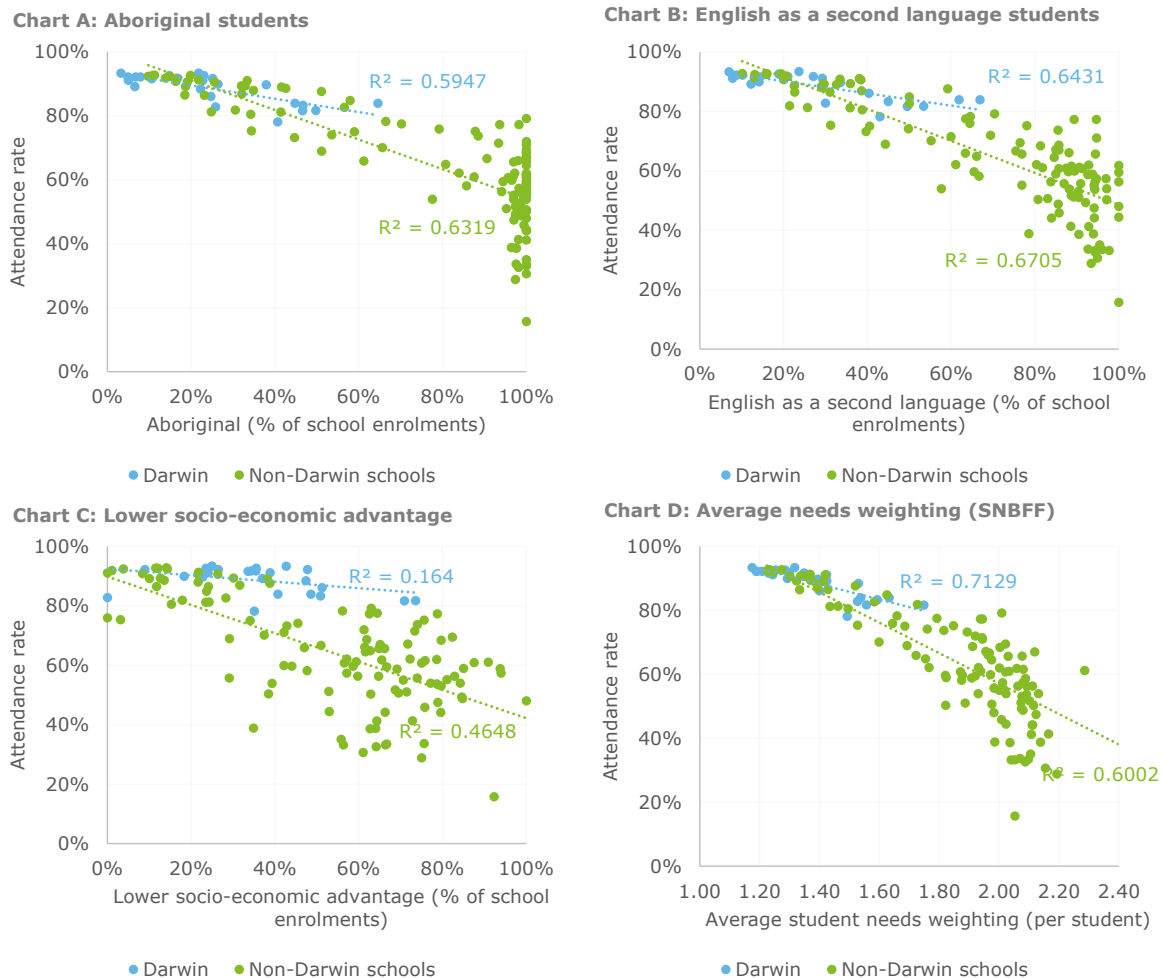 Chart A: Aboriginal students
100%
80%
60%
40%
20%
0%
Attendance rate
R² = 0.5947
R² = 0.6319
0% 20% 40% 60% 80% 100%
Aboriginal (% of school enrolments)
Darwin Non-Darwin schools
Chart B: English as a second language students
100%
80%
60%
40%
20%
0%
Attendance rate
R² = 0.6431
R² = 0.6705
0% 20% 40% 60% 80% 100%
English as a second language (% of school
enrolments)
Darwin Non-Darwin schools
Chart C: Lower socio-economic advantage
100%
80%
60%
40%
20%
0%
Attendance rate
R² = 0.164
R² = 0.4648
0% 20% 40% 60% 80% 100%
Lower socio-economic advantage (% of school
enrolments)
Darwin Non-Darwin schools
Chart D: Average needs weighting (SNBFF)
100%
80%
60%
40%
20%
0%
Attendance rate
R² = 0.7129
R² = 0.6002
1.00 1.20 1.40 1.60 1.80 2.00 2.20 2.40
Average student needs weighting (per student)
Darwin Non-Darwin schools